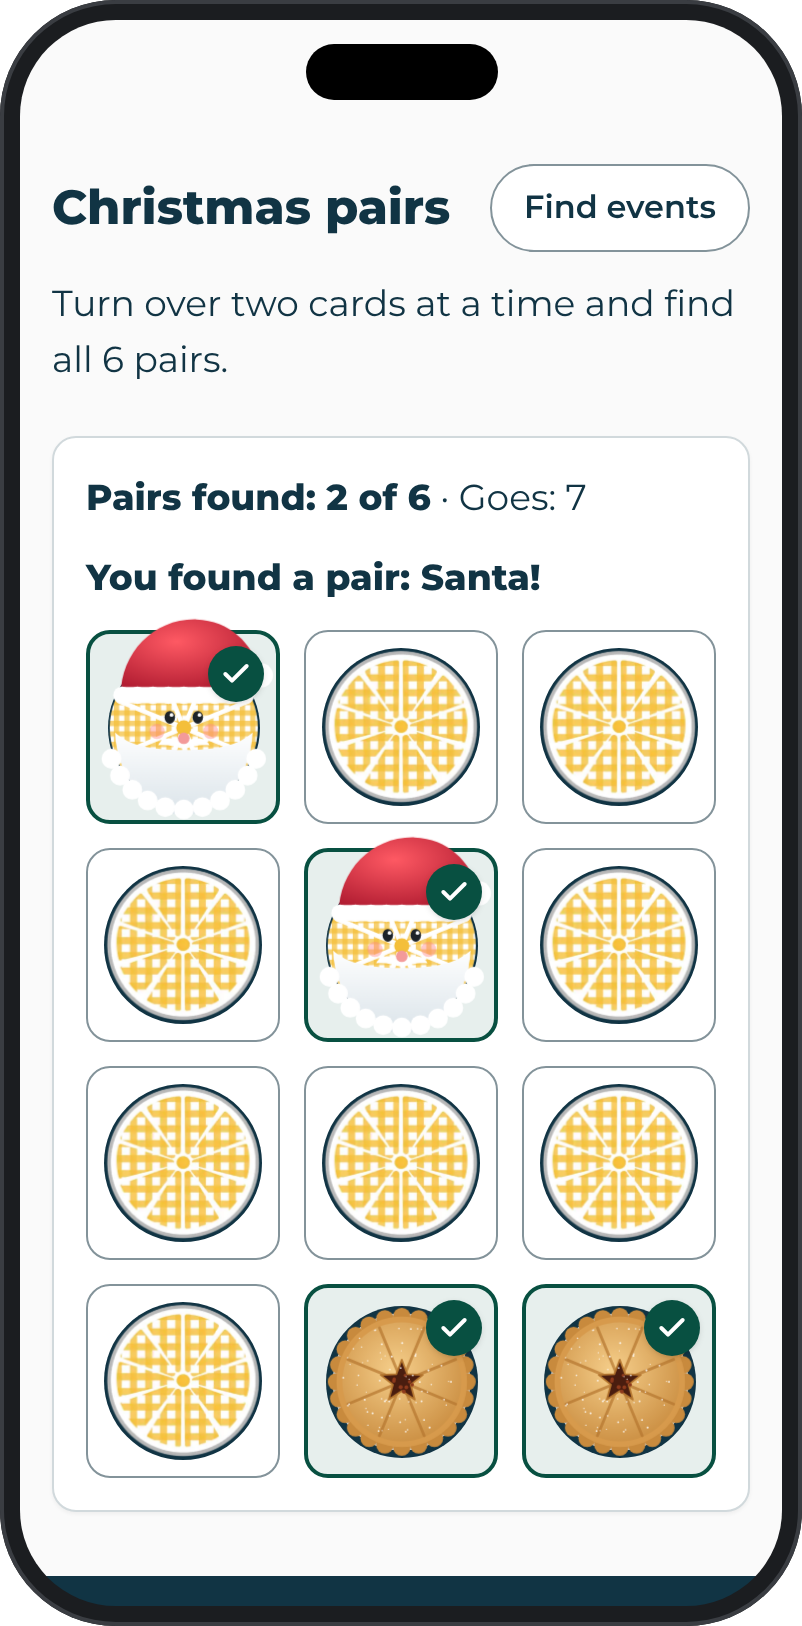 Christmas pairs
Find events
Turn over two cards at a time and find
all 6 pairs.
Pairs found: 2 of 6 · Goes: 7
You found a pair: Santa!